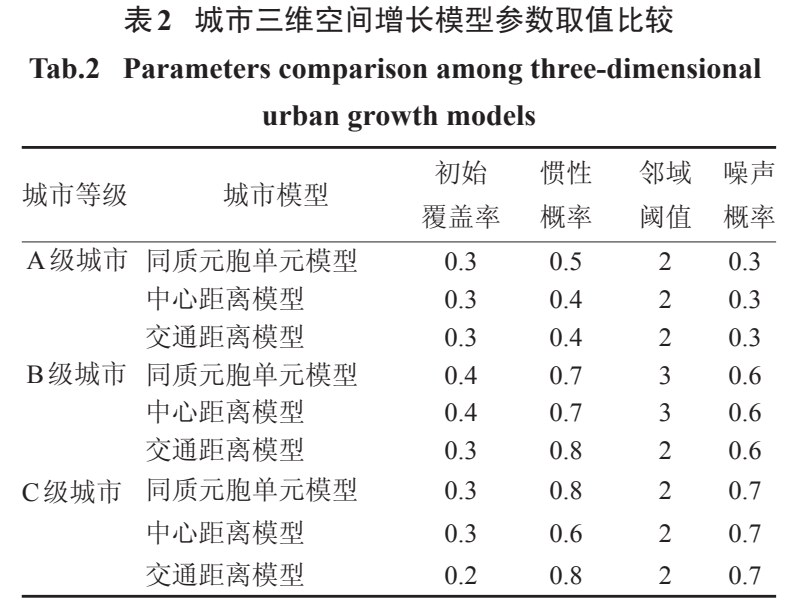 表2 城市三维空间增长模型参数取值比较
Tab.2 Parameters comparison among three-dimensional
urban growth models
城市等级 城市模型 初始覆盖率 惯性概率 邻域阈值 噪声概率
A级城市 同质元胞单元模型 0.3 0.5 2 0.3
中心距离模型 0.3 0.4 2 0.3
交通距离模型 0.3 0.4 2 0.3
B级城市 同质元胞单元模型 0.4 0.7 3 0.6
中心距离模型 0.4 0.7 3 0.6
交通距离模型 0.3 0.8 2 0.6
C级城市 同质元胞单元模型 0.3 0.8 2 0.7
中心距离模型 0.3 0.6 2 0.7
交通距离模型 0.2 0.8 2 0.7